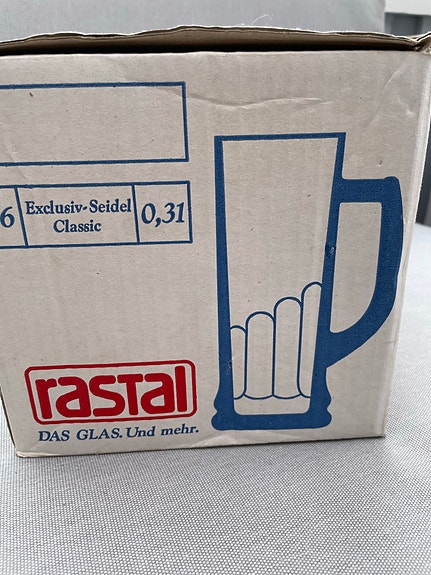 6 Exclusiv-Seidel 0,3l
Classic
rastal
DAS GLAS. Und mehr.